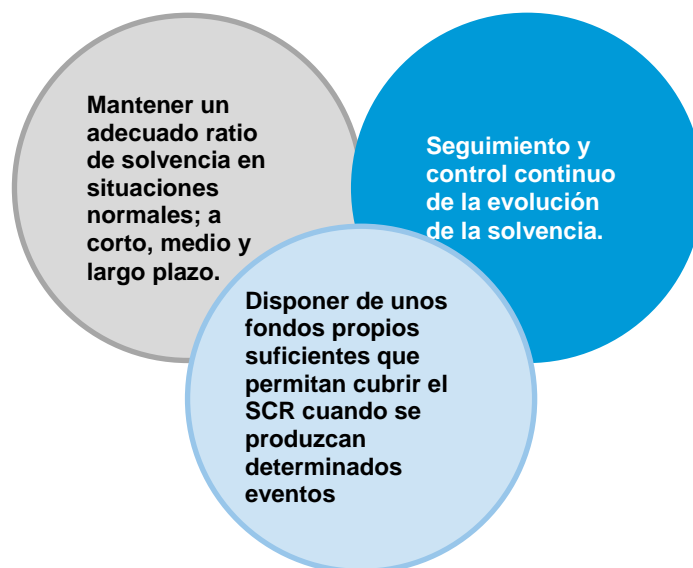 Mantener un
adecuado ratio
de solvencia en
situaciones
normales; a
corto, medio y
largo plazo.
Seguimiento y
control continuo
de la evolución
de la solvencia.
Disponer de unos
fondos propios
suficientes que
permitan cubrir el
SCR cuando se
produzcan
determinados
eventos